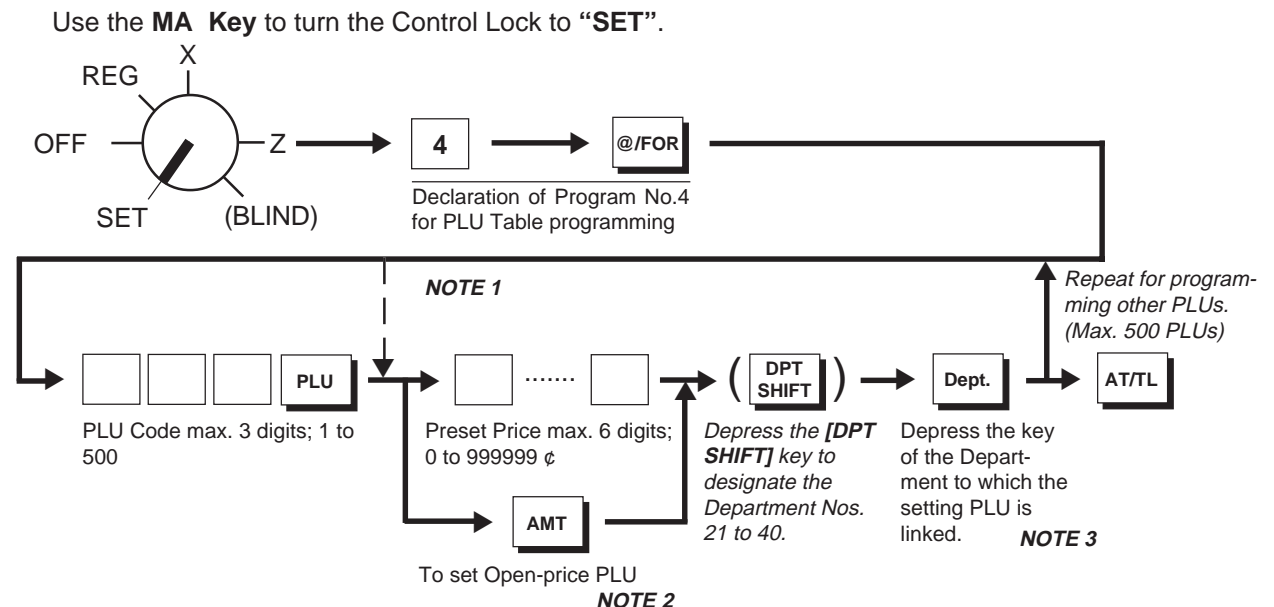 Use the MA Key to turn the Control Lock to “SET”.
X
REG
OFF
Z
SET
(BLIND)
4
@/FOR
Declaration of Program No.4
for PLU Table programming
NOTE 1
Repeat for program-
ming other PLUs.
(Max. 500 PLUs)
PLU
.......
( DPT
SHIFT )
Dept.
AT/TL
PLU Code max. 3 digits; 1 to
500
Preset Price max. 6 digits;
0 to 999999 ¢
Depress the [DPT
SHIFT] key to
designate the
Department Nos.
21 to 40.
Depress the key
of the Depart-
ment to which the
setting PLU is
linked.
NOTE 3
AMT
To set Open-price PLU
NOTE 2